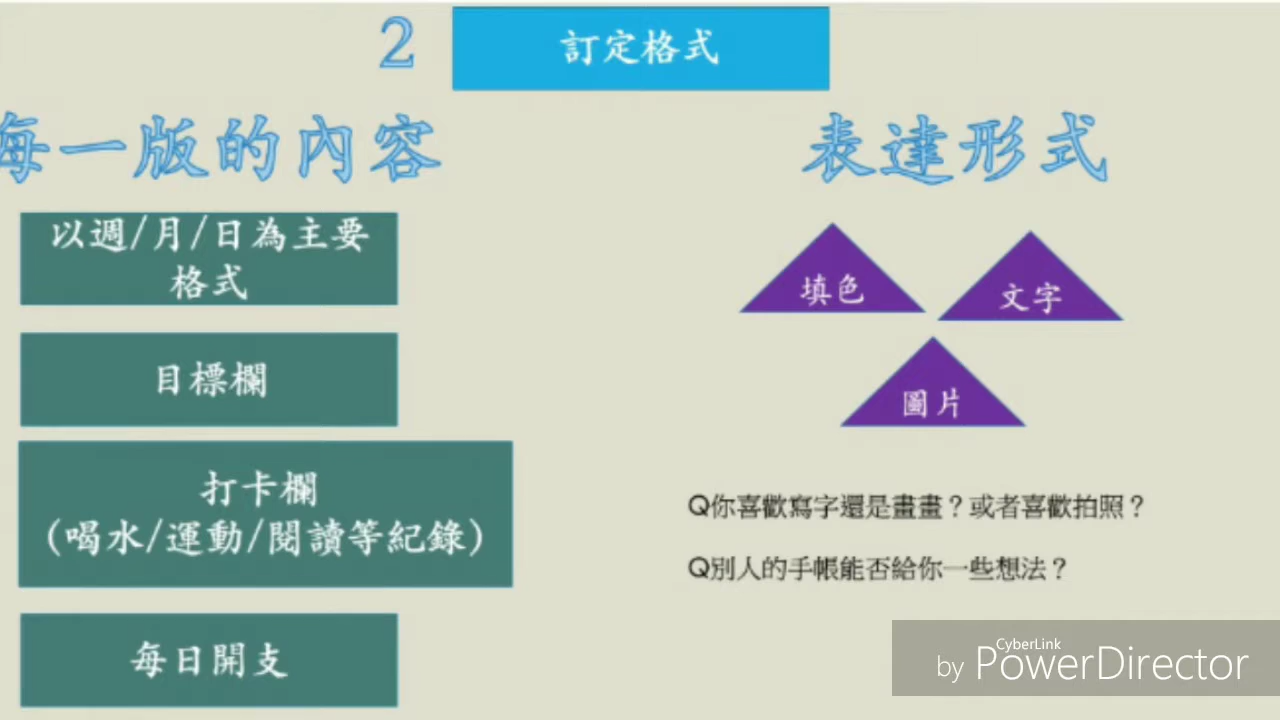 2
訂定格式
每一版的內容
以週/月/日為主要
格式
目標欄
打卡欄
(喝水/運動/閱讀等紀錄)
每日開支
表達形式
填色
文字
圖片
Q你喜歡寫字還是畫畫？或者喜歡拍照？
Q別人的手帳能否給你一些想法？
CyberLink
by PowerDirector